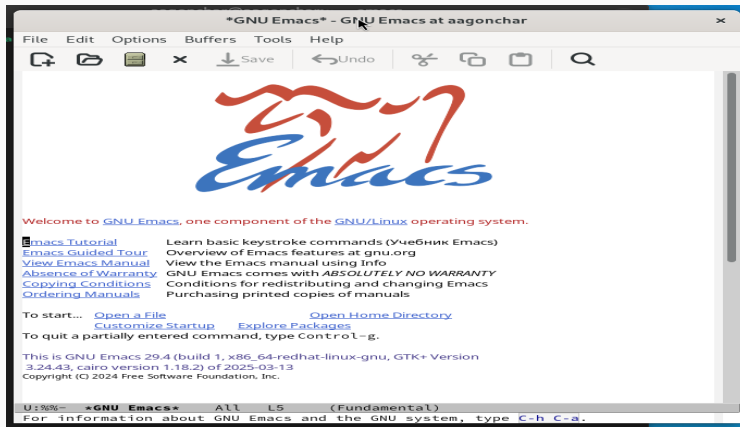 *GNU Emacs* - GNU Emacs at aagonchar
File Edit Options Buffers Tools Help
Save Undo
Emacs
Welcome to GNU Emacs, one component of the GNU/Linux operating system.
Emacs Tutorial Learn basic keystroke commands (Учебник Emacs)
Emacs Guided Tour Overview of Emacs features at gnu.org
View Emacs Manual View the Emacs manual using Info
Absence of Warranty GNU Emacs comes with ABSOLUTELY NO WARRANTY
Copying Conditions Conditions for redistributing and changing Emacs
Ordering Manuals Purchasing printed copies of manuals
To start... Open a File Open Home Directory
Customize Startup Explore Packages
To quit a partially entered command, type Control-g.
This is GNU Emacs 29.4 (build 1, x86_64-redhat-linux-gnu, GTK+ Version
3.24.43, cairo version 1.18.2) of 2025-03-13
Copyright (C) 2024 Free Software Foundation, Inc.
U:%%- *GNU Emacs* All L5 (Fundamental)
For information about GNU Emacs and the GNU system, type C-h C-a.